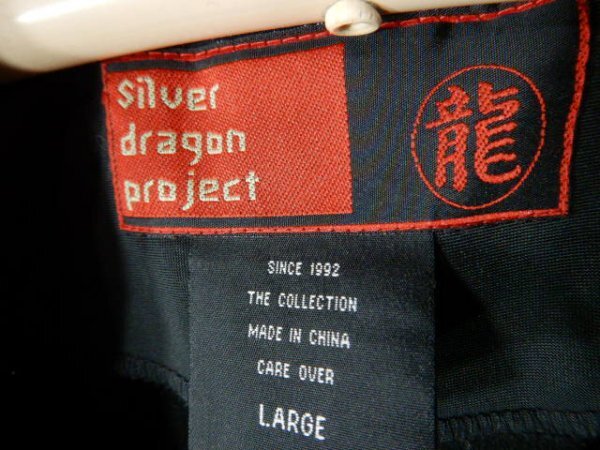 silver
dragon
project
龍
SINCE 1992
THE COLLECTION
MADE IN CHINA
CARE OVER
LARGE